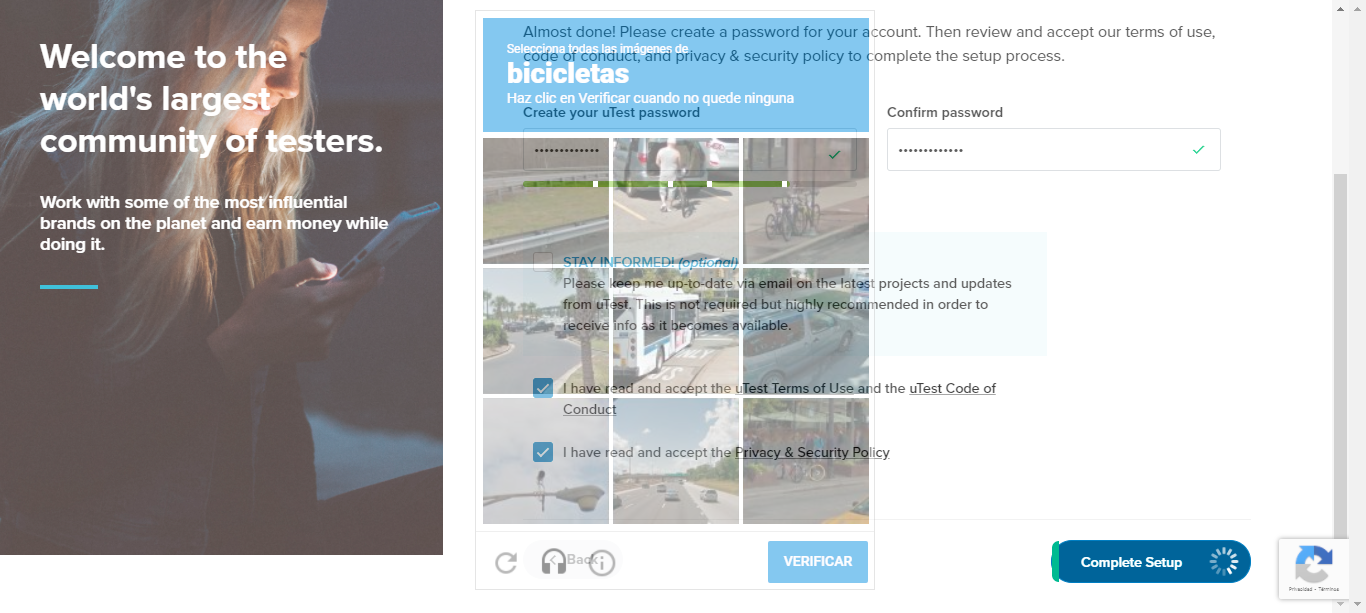 Welcome to the
world's largest
community of testers.
Work with some of the most influential
brands on the planet and earn money while
doing it.
Almost done! Please create a password for your account. Then review and accept our terms of use,
code of conduct, and privacy & security policy to complete the setup process.
Selecciona todas las imágenes de
bicicletas
Haz clic en Verificar cuando no quede ninguna
Create your uTest password
Confirm password
STAY INFORMED! (optional)
Please keep me up-to-date via email on the latest projects and updates
from uTest. This is not required but highly recommended in order to
receive info as it becomes available.
ONLY
I have read and accept the uTest Terms of Use and the uTest Code of
Conduct
I have read and accept the Privacy & Security Policy
Back
VERIFICAR
Complete Setup
Privacidad - Términos